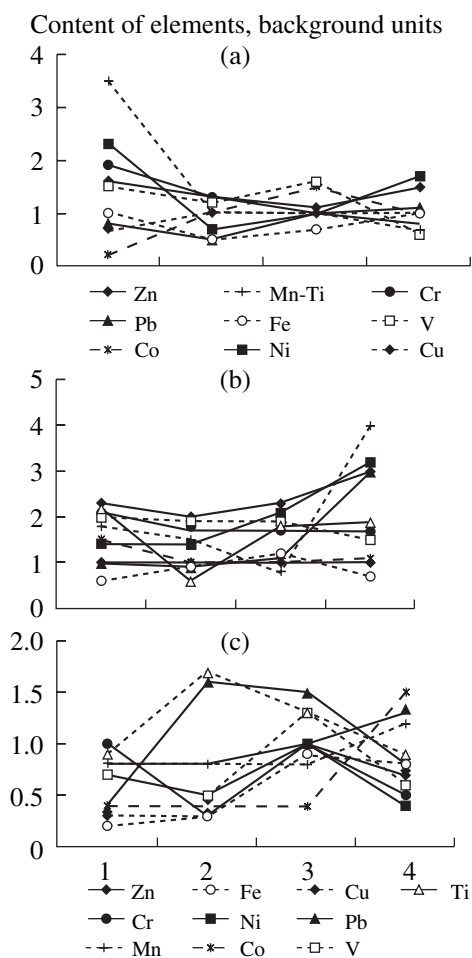 Content of elements, background units
(a)
4
3
2
1
0
Zn Mn-Ti Cr
Pb Fe V
Co Ni Cu
(b)
5
4
3
2
1
0
(c)
2.0
1.5
1.0
0.5
0
1 2 3 4
Zn Fe Cu Ti
Cr Ni Pb
Mn Co V